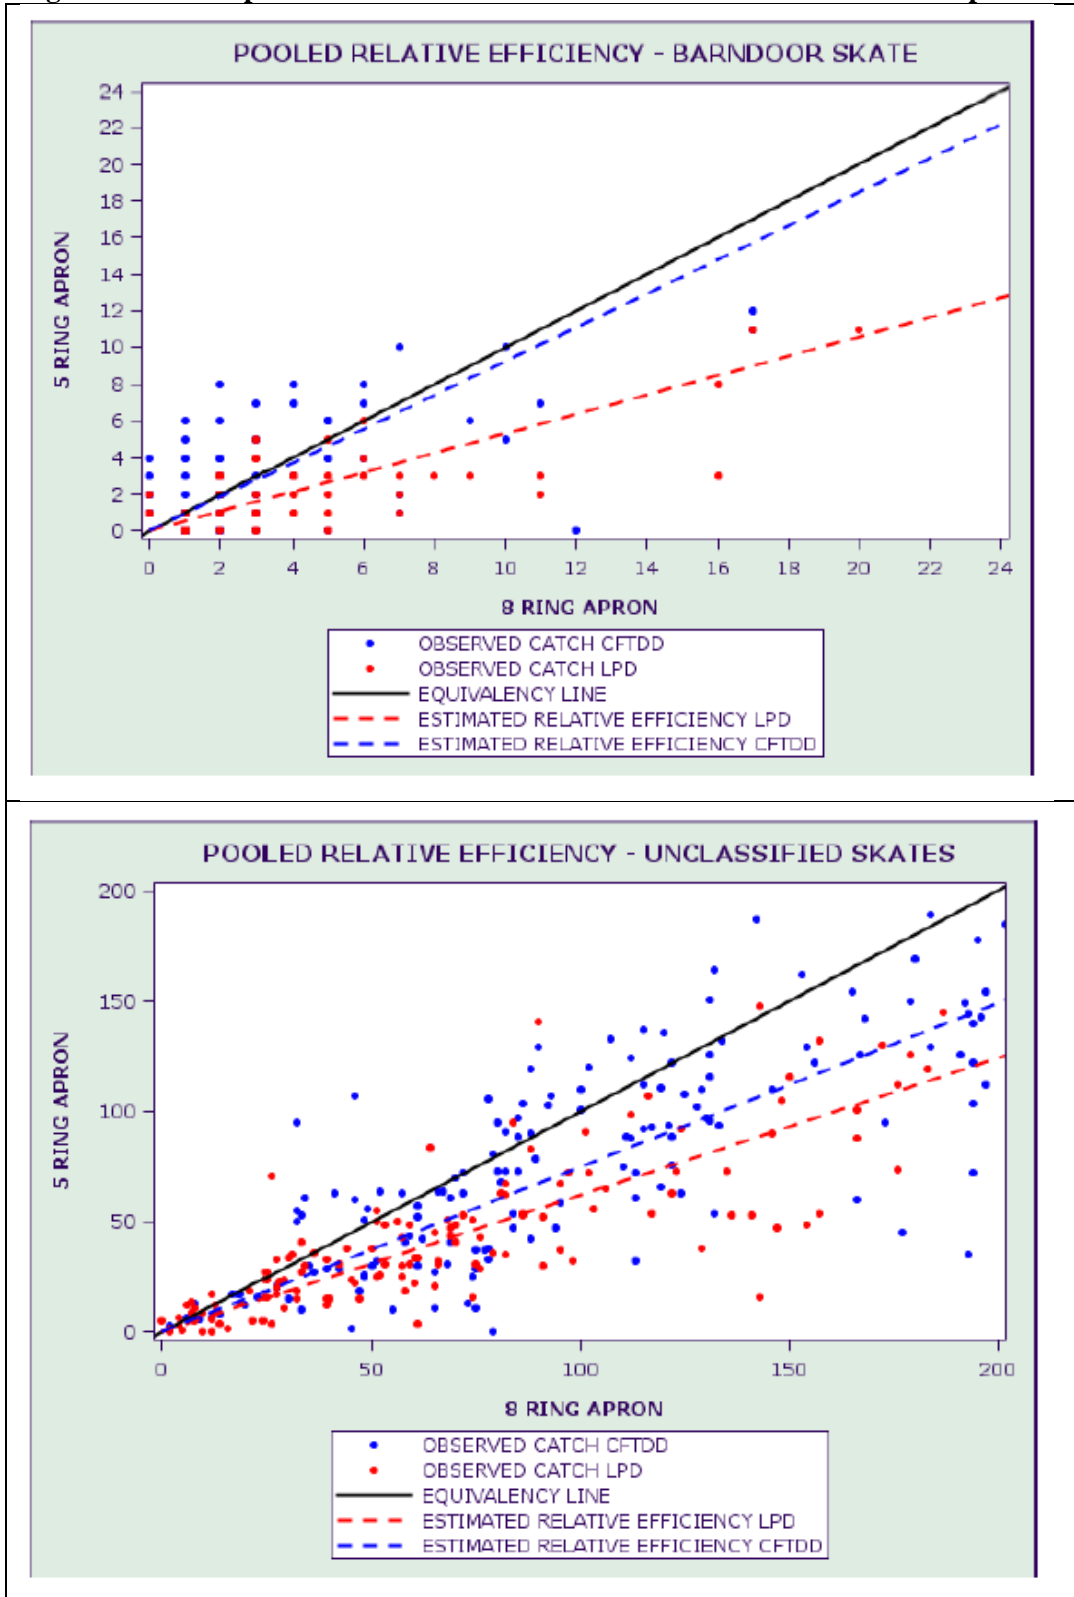 POOLED RELATIVE EFFICIENCY - BARNDOOR SKATE
24
22
20
18
16
14
12
10
8
6
4
2
0
5 RING APRON
0 2 4 6 8 10 12 14 16 18 20 22 24
8 RING APRON
OBSERVED CATCH CFTDD
OBSERVED CATCH LPD
EQUIVALENCY LINE
ESTIMATED RELATIVE EFFICIENCY LPD
ESTIMATED RELATIVE EFFICIENCY CFTDD
POOLED RELATIVE EFFICIENCY - UNCLASSIFIED SKATES
200
150
100
50
0
5 RING APRON
0 50 100 150 200
8 RING APRON
OBSERVED CATCH CFTDD
OBSERVED CATCH LPD
EQUIVALENCY LINE
ESTIMATED RELATIVE EFFICIENCY LPD
ESTIMATED RELATIVE EFFICIENCY CFTDD